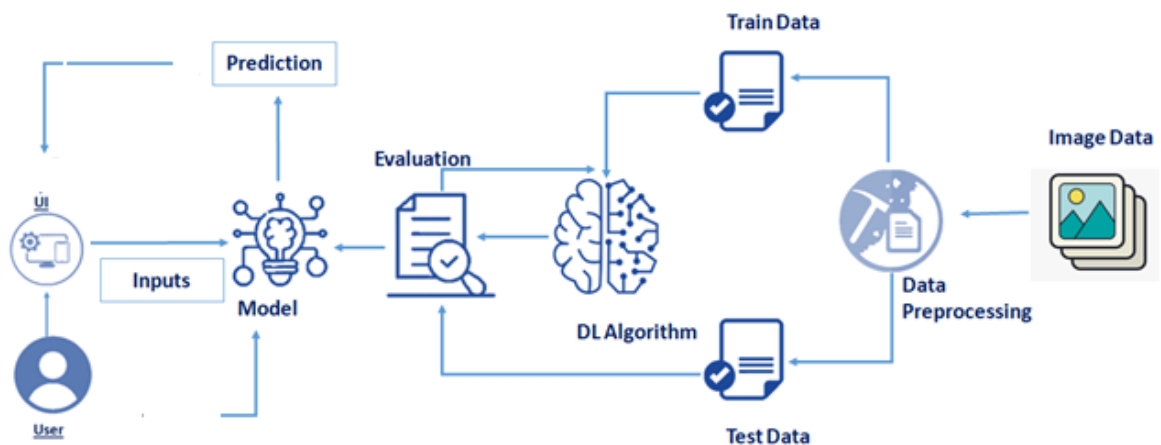 Train Data
Prediction
Image Data
Evaluation
UI
Inputs
Model
Data
Preprocessing
DL Algorithm
User
Test Data